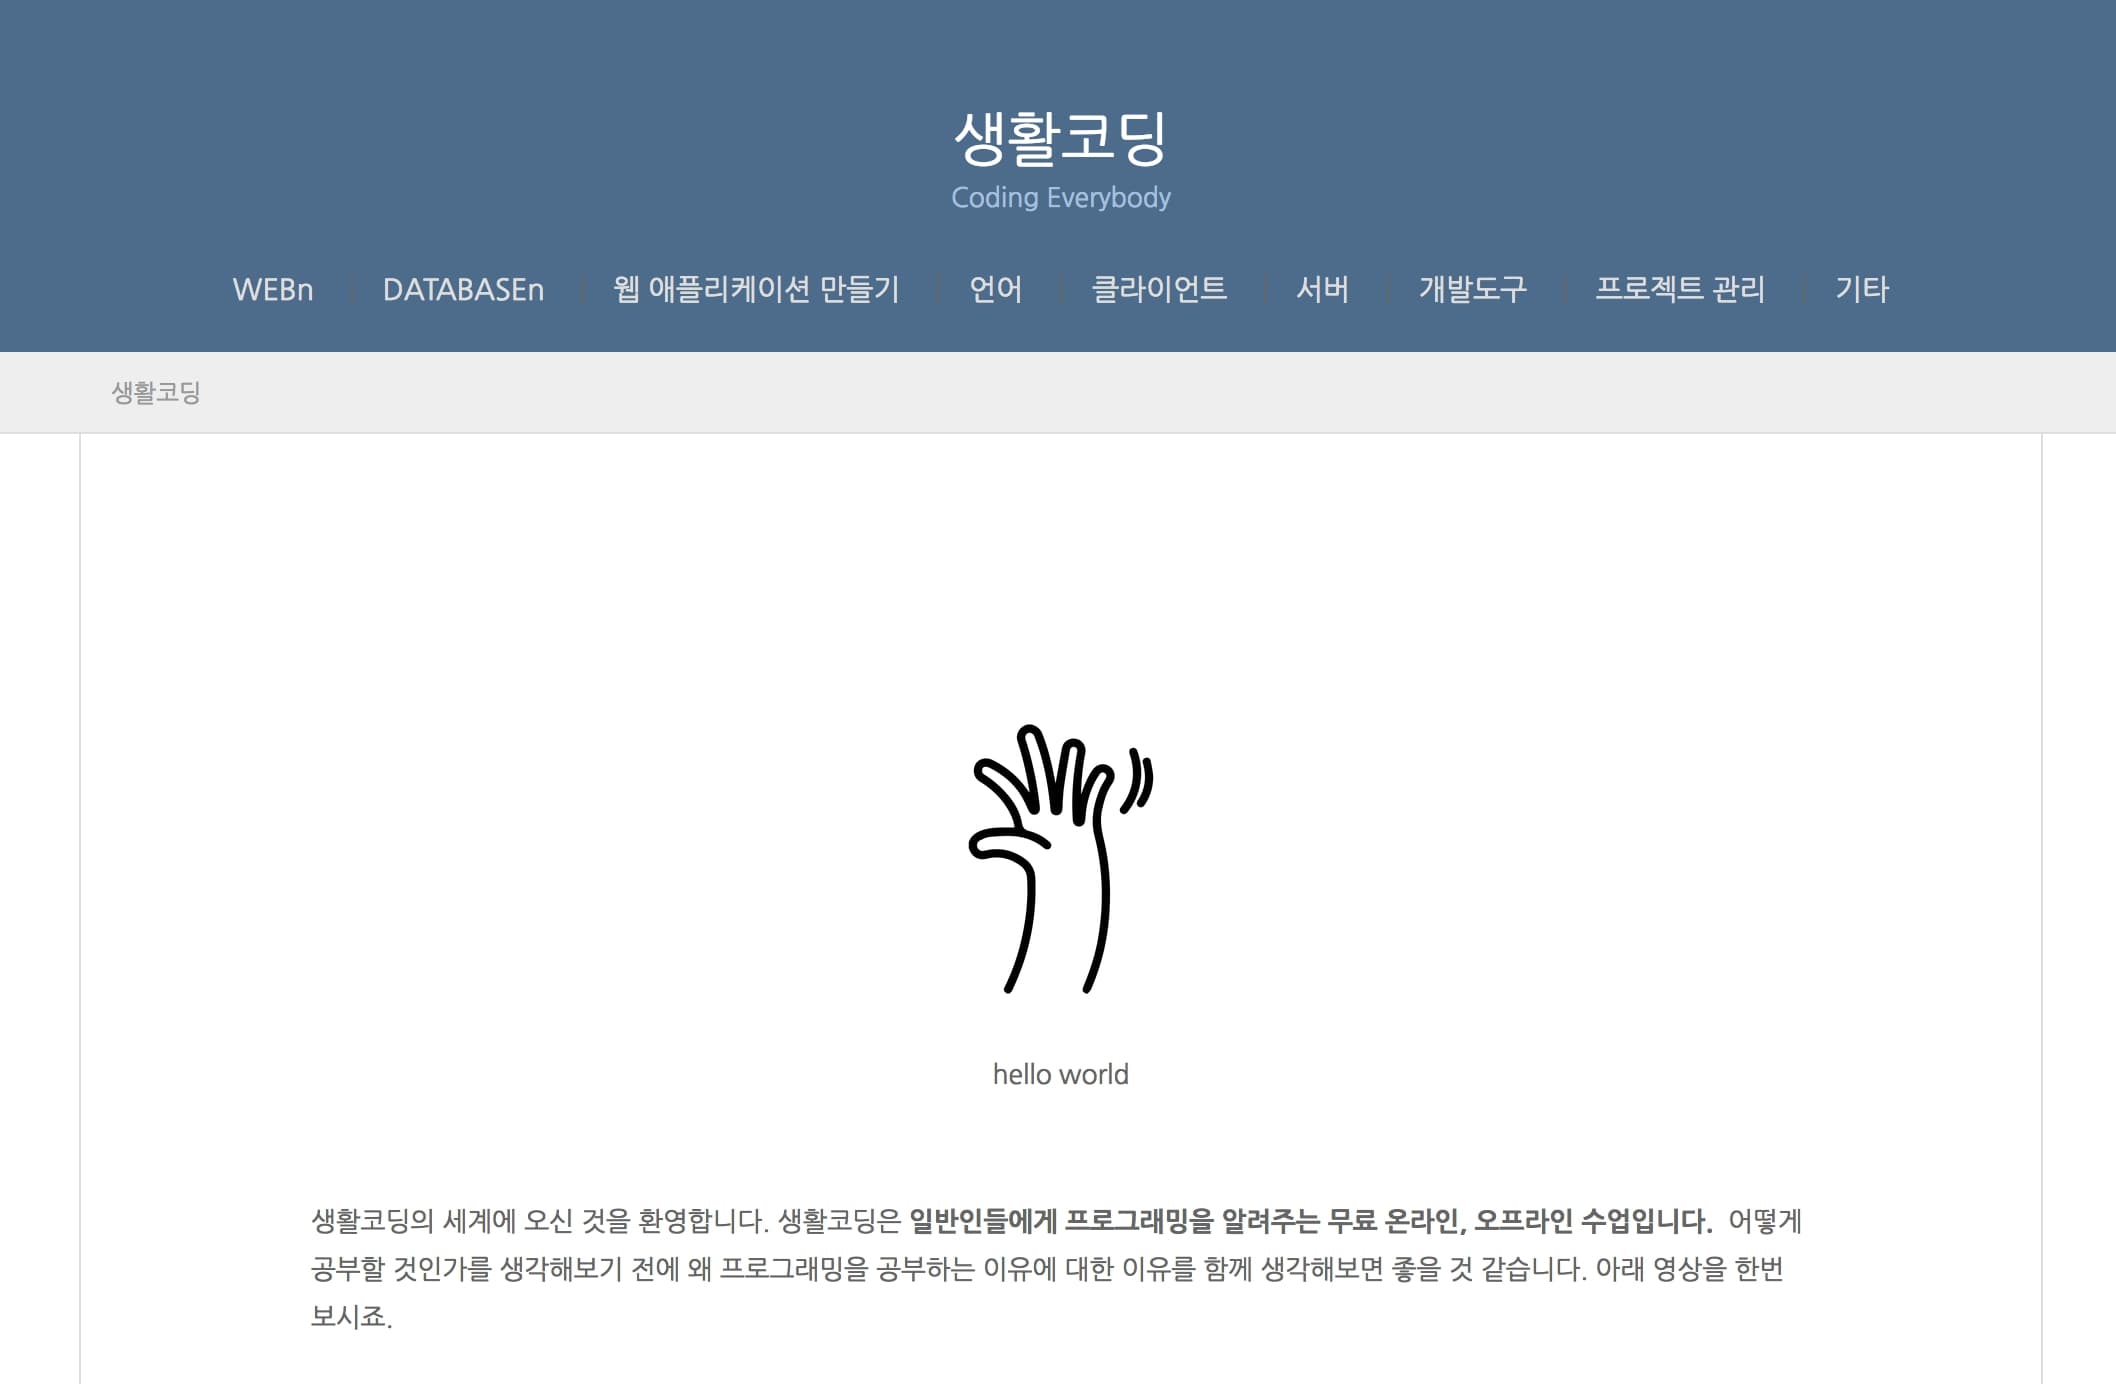 생활코딩
Coding Everybody
WEBn DATABASEn 웹 애플리케이션 만들기 언어 클라이언트 서버 개발도구 프로젝트 관리 기타
생활코딩
hello world
생활코딩의 세계에 오신 것을 환영합니다. 생활코딩은 일반인들에게 프로그래밍을 알려주는 무료 온라인, 오프라인 수업입니다. 어떻게
공부할 것인가를 생각해보기 전에 왜 프로그래밍을 공부하는 이유에 대한 이유를 함께 생각해보면 좋을 것 같습니다. 아래 영상을 한번
보시죠.